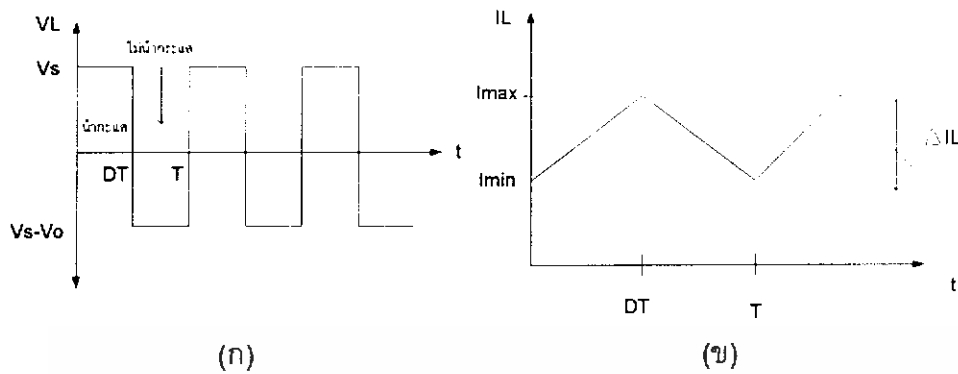 VL
ไม่นำกระแส
Vs
นำกะแส
DT
T
t
Vs-Vo
(ก)
IL
Imax
Imin
ΔIL
DT
T
t
(ข)